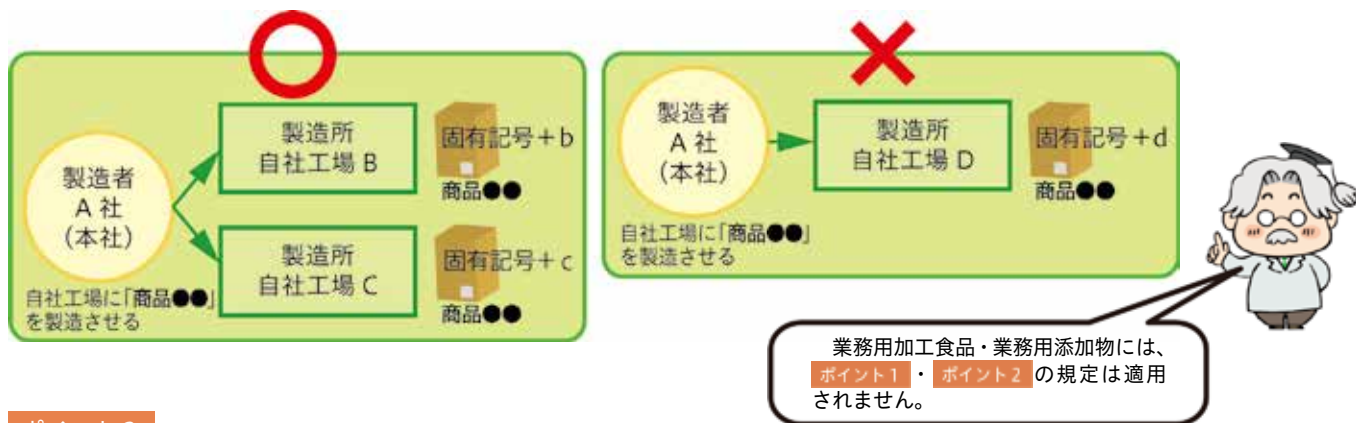 製造者
A 社
(本社)
自社工場に「商品●●」
を製造させる
製造所
自社工場 B
固有記号+b
商品●●
製造所
自社工場 C
固有記号+c
商品●●
製造者
A 社
(本社)
自社工場に「商品●●」
を製造させる
製造所
自社工場 D
固有記号+d
商品●●
業務用加工食品・業務用添加物には、
ポイント1 ・ ポイント2 の規定は適用
されません。